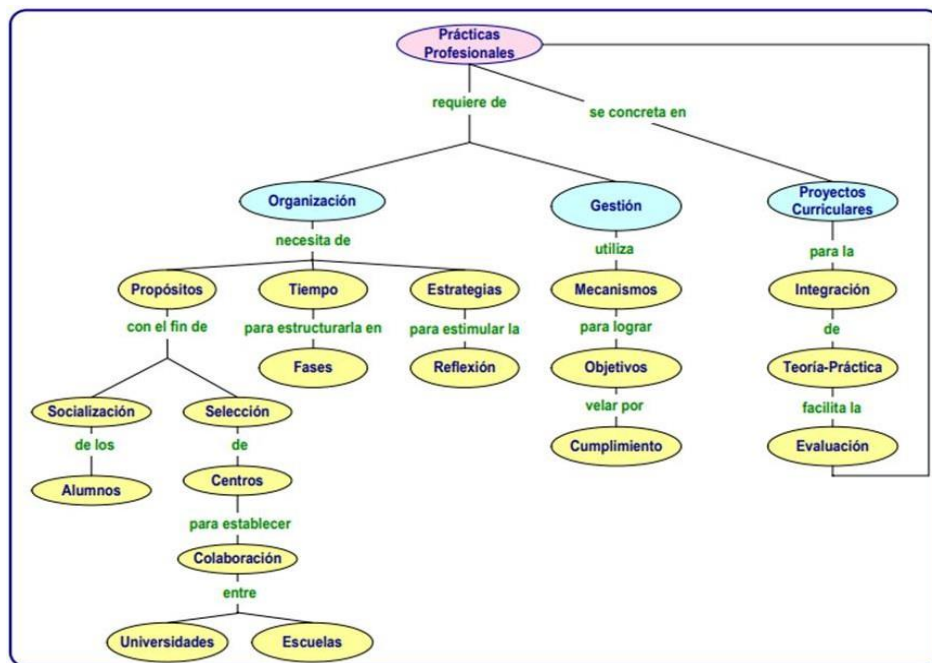 Prácticas
Profesionales
requiere de
se concreta en
Organización
Gestión
Proyectos
Curriculares
necesita de
utiliza
para la
Propósitos
Tiempo
Estrategias
Mecanismos
Integración
con el fin de
para estructurarla en
para estimular la
para lograr
de
Fases
Reflexión
Objetivos
Teoría-Práctica
Socialización
Selección
velar por
facilita la
de los
de
Cumplimiento
Evaluación
Alumnos
Centros
para establecer
Colaboración
entre
Universidades
Escuelas